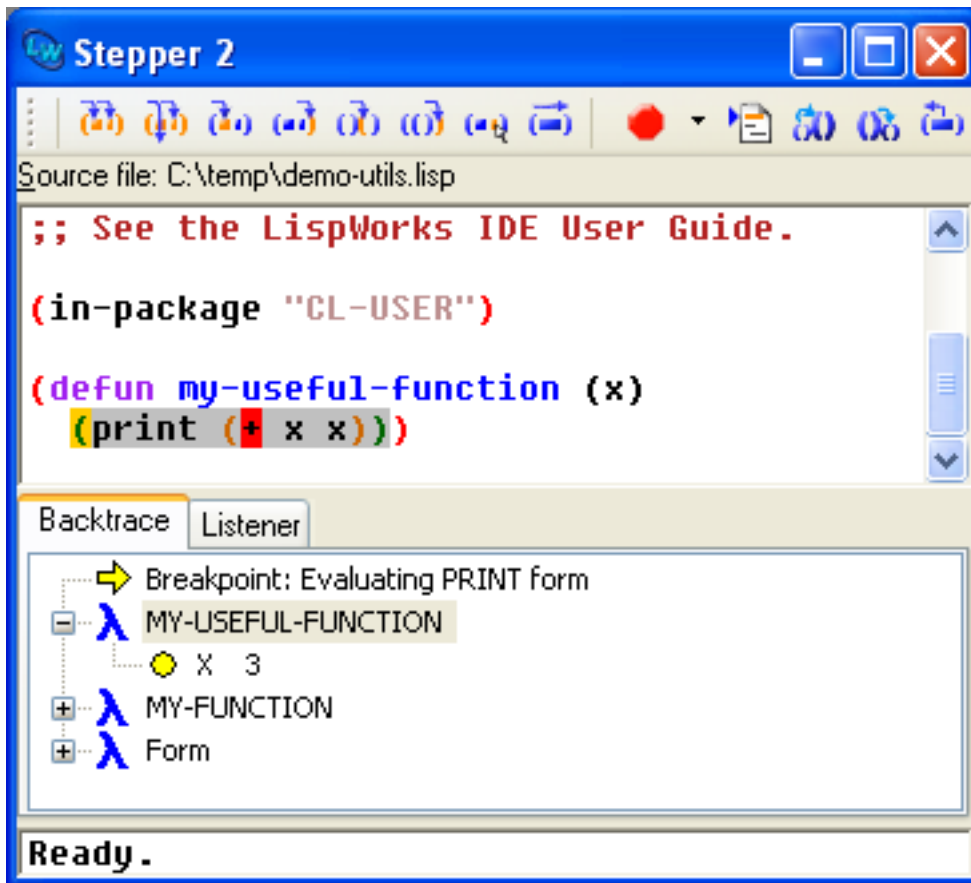 Stepper 2
Source file: C:\temp\demo-utils.lisp
;; See the LispWorks IDE User Guide.
(in-package "CL-USER")
(defun my-useful-function (x)
  (print (+ x x)))
Backtrace Listener
Breakpoint: Evaluating PRINT form
λ MY-USEFUL-FUNCTION
X 3
λ MY-FUNCTION
λ Form
Ready.